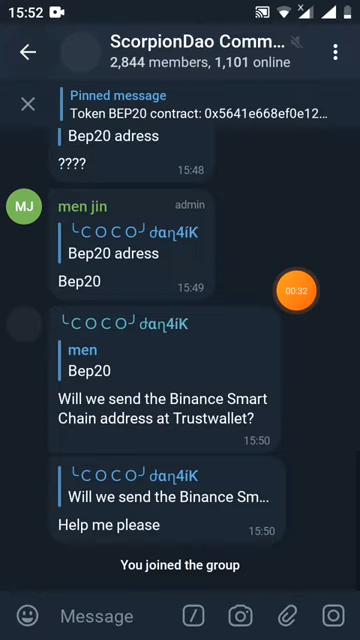 15:52
ScorpionDao Comm...
2,844 members, 1,101 online
Pinned message
Token BEP20 contract: 0x5641e668ef0e12...
Bep20 adress
????
15:48
MJ
men jin admin
╰C O C O╯ժɑղ4íK
Bep20 adress
Bep20
15:49
00:32
╰C O C O╯ժɑղ4íK
men
Bep20
Will we send the Binance Smart
Chain address at Trustwallet?
15:50
╰C O C O╯ժɑղ4íK
Will we send the Binance Sm...
Help me please
15:50
You joined the group
Message